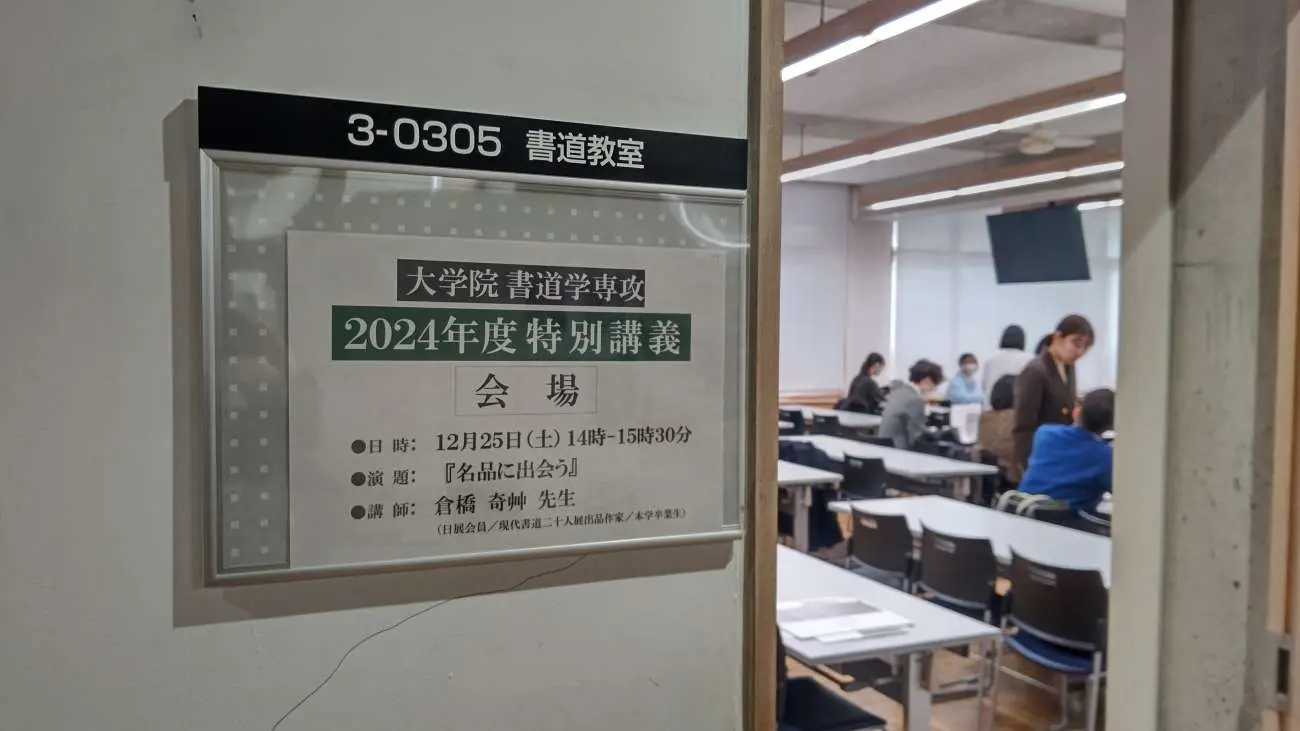 3-0305 書道教室
大学院 書道学専攻
2024年度 特別講義
会 場
●日 時： 12月25日（土）14時-15時30分
●演 題： 『名品に出会う』
●講 師： 倉橋 奇艸 先生
（日展会員／現代書道二十人展出品作家／本学卒業生）